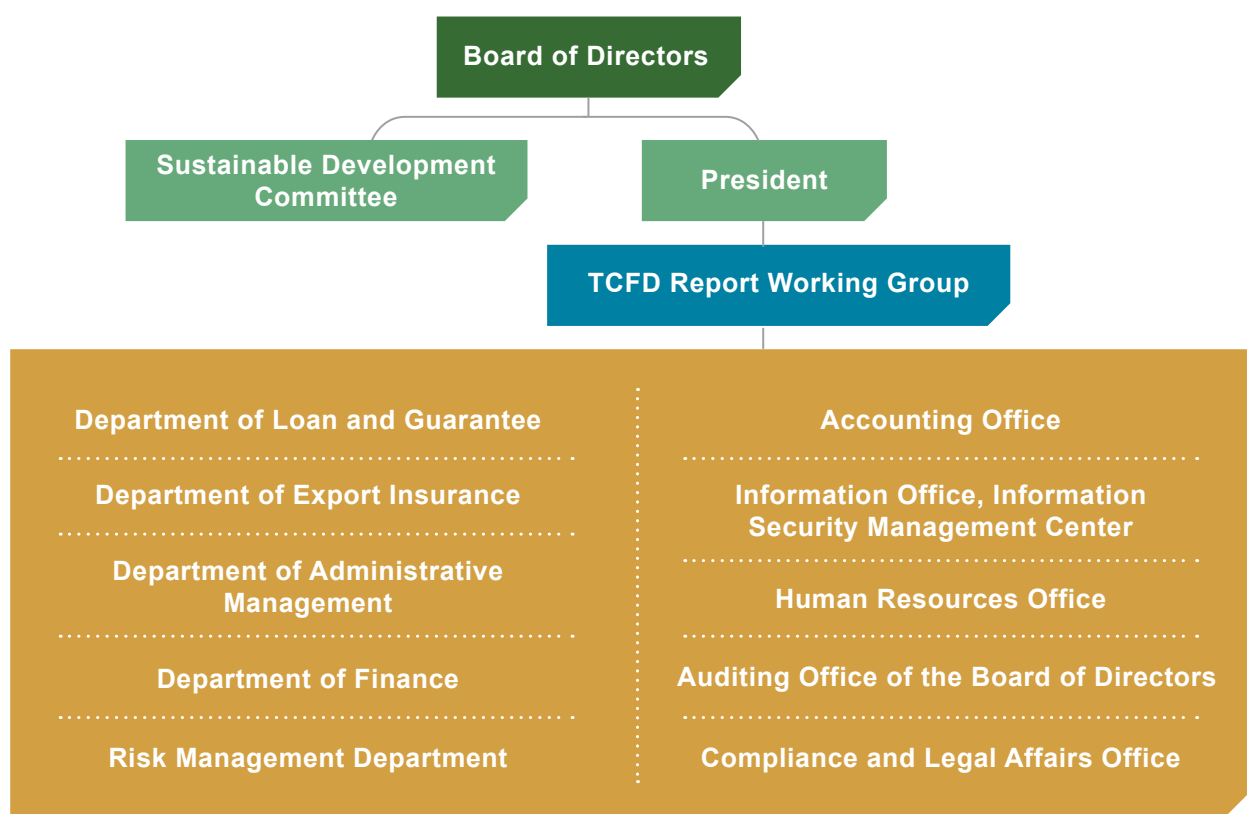 Board of Directors
Sustainable Development
Committee
President
TCFD Report Working Group
Department of Loan and Guarantee
Department of Export Insurance
Department of Administrative
Management
Department of Finance
Risk Management Department
Accounting Office
Information Office, Information
Security Management Center
Human Resources Office
Auditing Office of the Board of Directors
Compliance and Legal Affairs Office